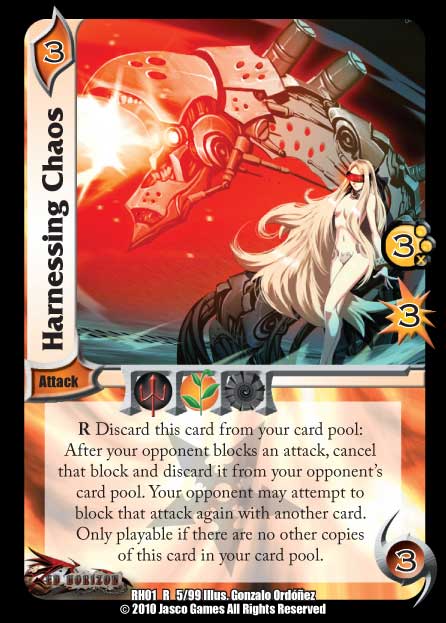 3
Harnessing Chaos
3
x
3
Attack
R Discard this card from your card pool:
After your opponent blocks an attack, cancel
that block and discard it from your opponent's
card pool. Your opponent may attempt to
block that attack again with another card.
Only playable if there are no other copies
of this card in your card pool.
RED HORIZON
3
RH01 R 5/99 Illus. Gonzalo Ordóñez
© 2010 Jasco Games All Rights Reserved